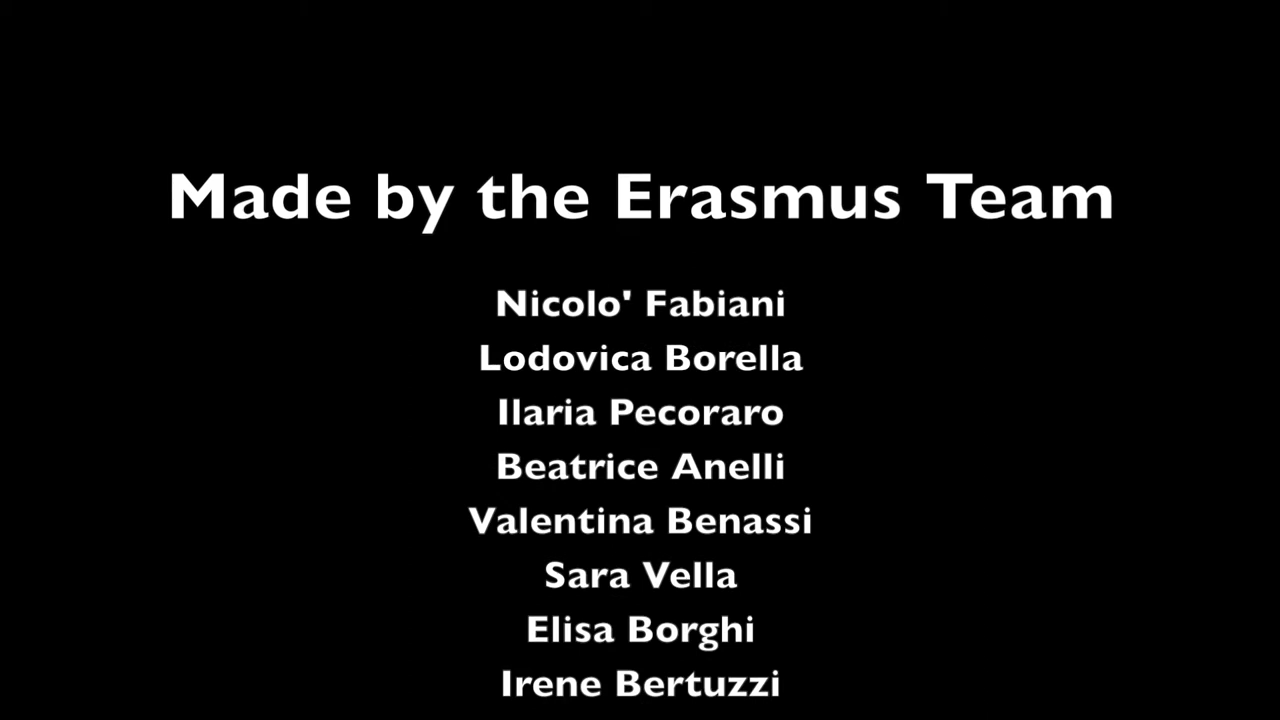 Made by the Erasmus Team
Nicolo' Fabiani
Lodovica Borella
Ilaria Pecoraro
Beatrice Anelli
Valentina Benassi
Sara Vella
Elisa Borghi
Irene Bertuzzi